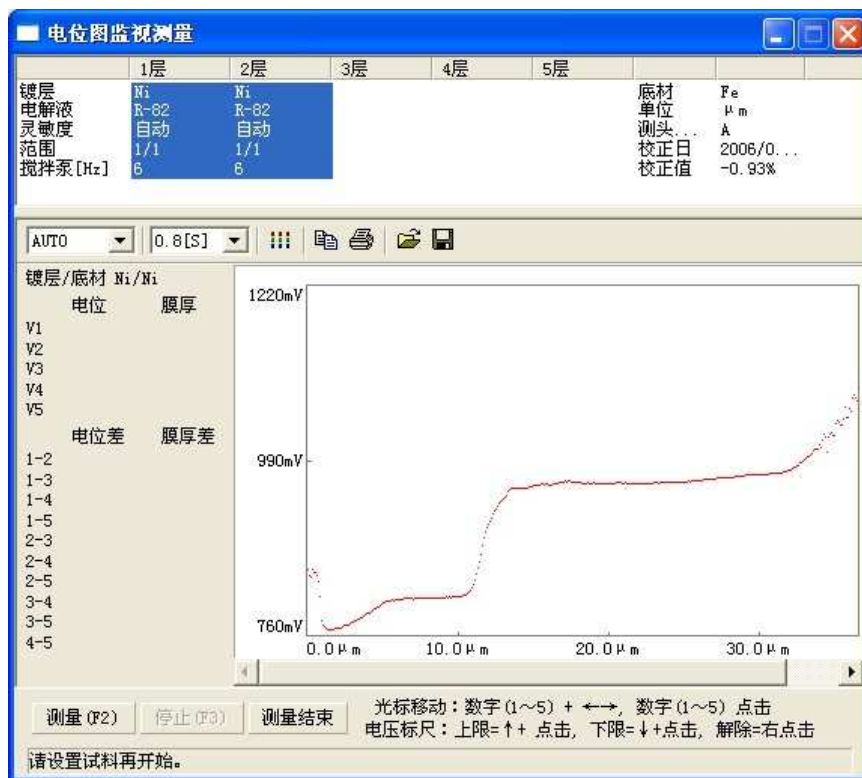 电位图监视测量
1层 2层 3层 4层 5层
镀层 Ni Ni 底材 Fe
电解液 R-82 R-82 单位 μm
灵敏度 自动 自动 测头... A
范围 1/1 1/1 校正日 2006/0...
搅拌泵[Hz] 6 6 校正值 -0.93%
AUTO 0.8[S]
镀层/底材 Ni/Ni
电位 膜厚
V1
V2
V3
V4
V5
电位差 膜厚差
1-2
1-3
1-4
1-5
2-3
2-4
2-5
3-4
3-5
4-5
1220mV
990mV
760mV
0.0μm 10.0μm 20.0μm 30.0μm
测量(F2) 停止(F3) 测量结束
光标移动:数字(1～5) + ←→, 数字(1～5) 点击
电压标尺:上限=↑+ 点击, 下限=↓+点击, 解除=右点击
请设置试料再开始。